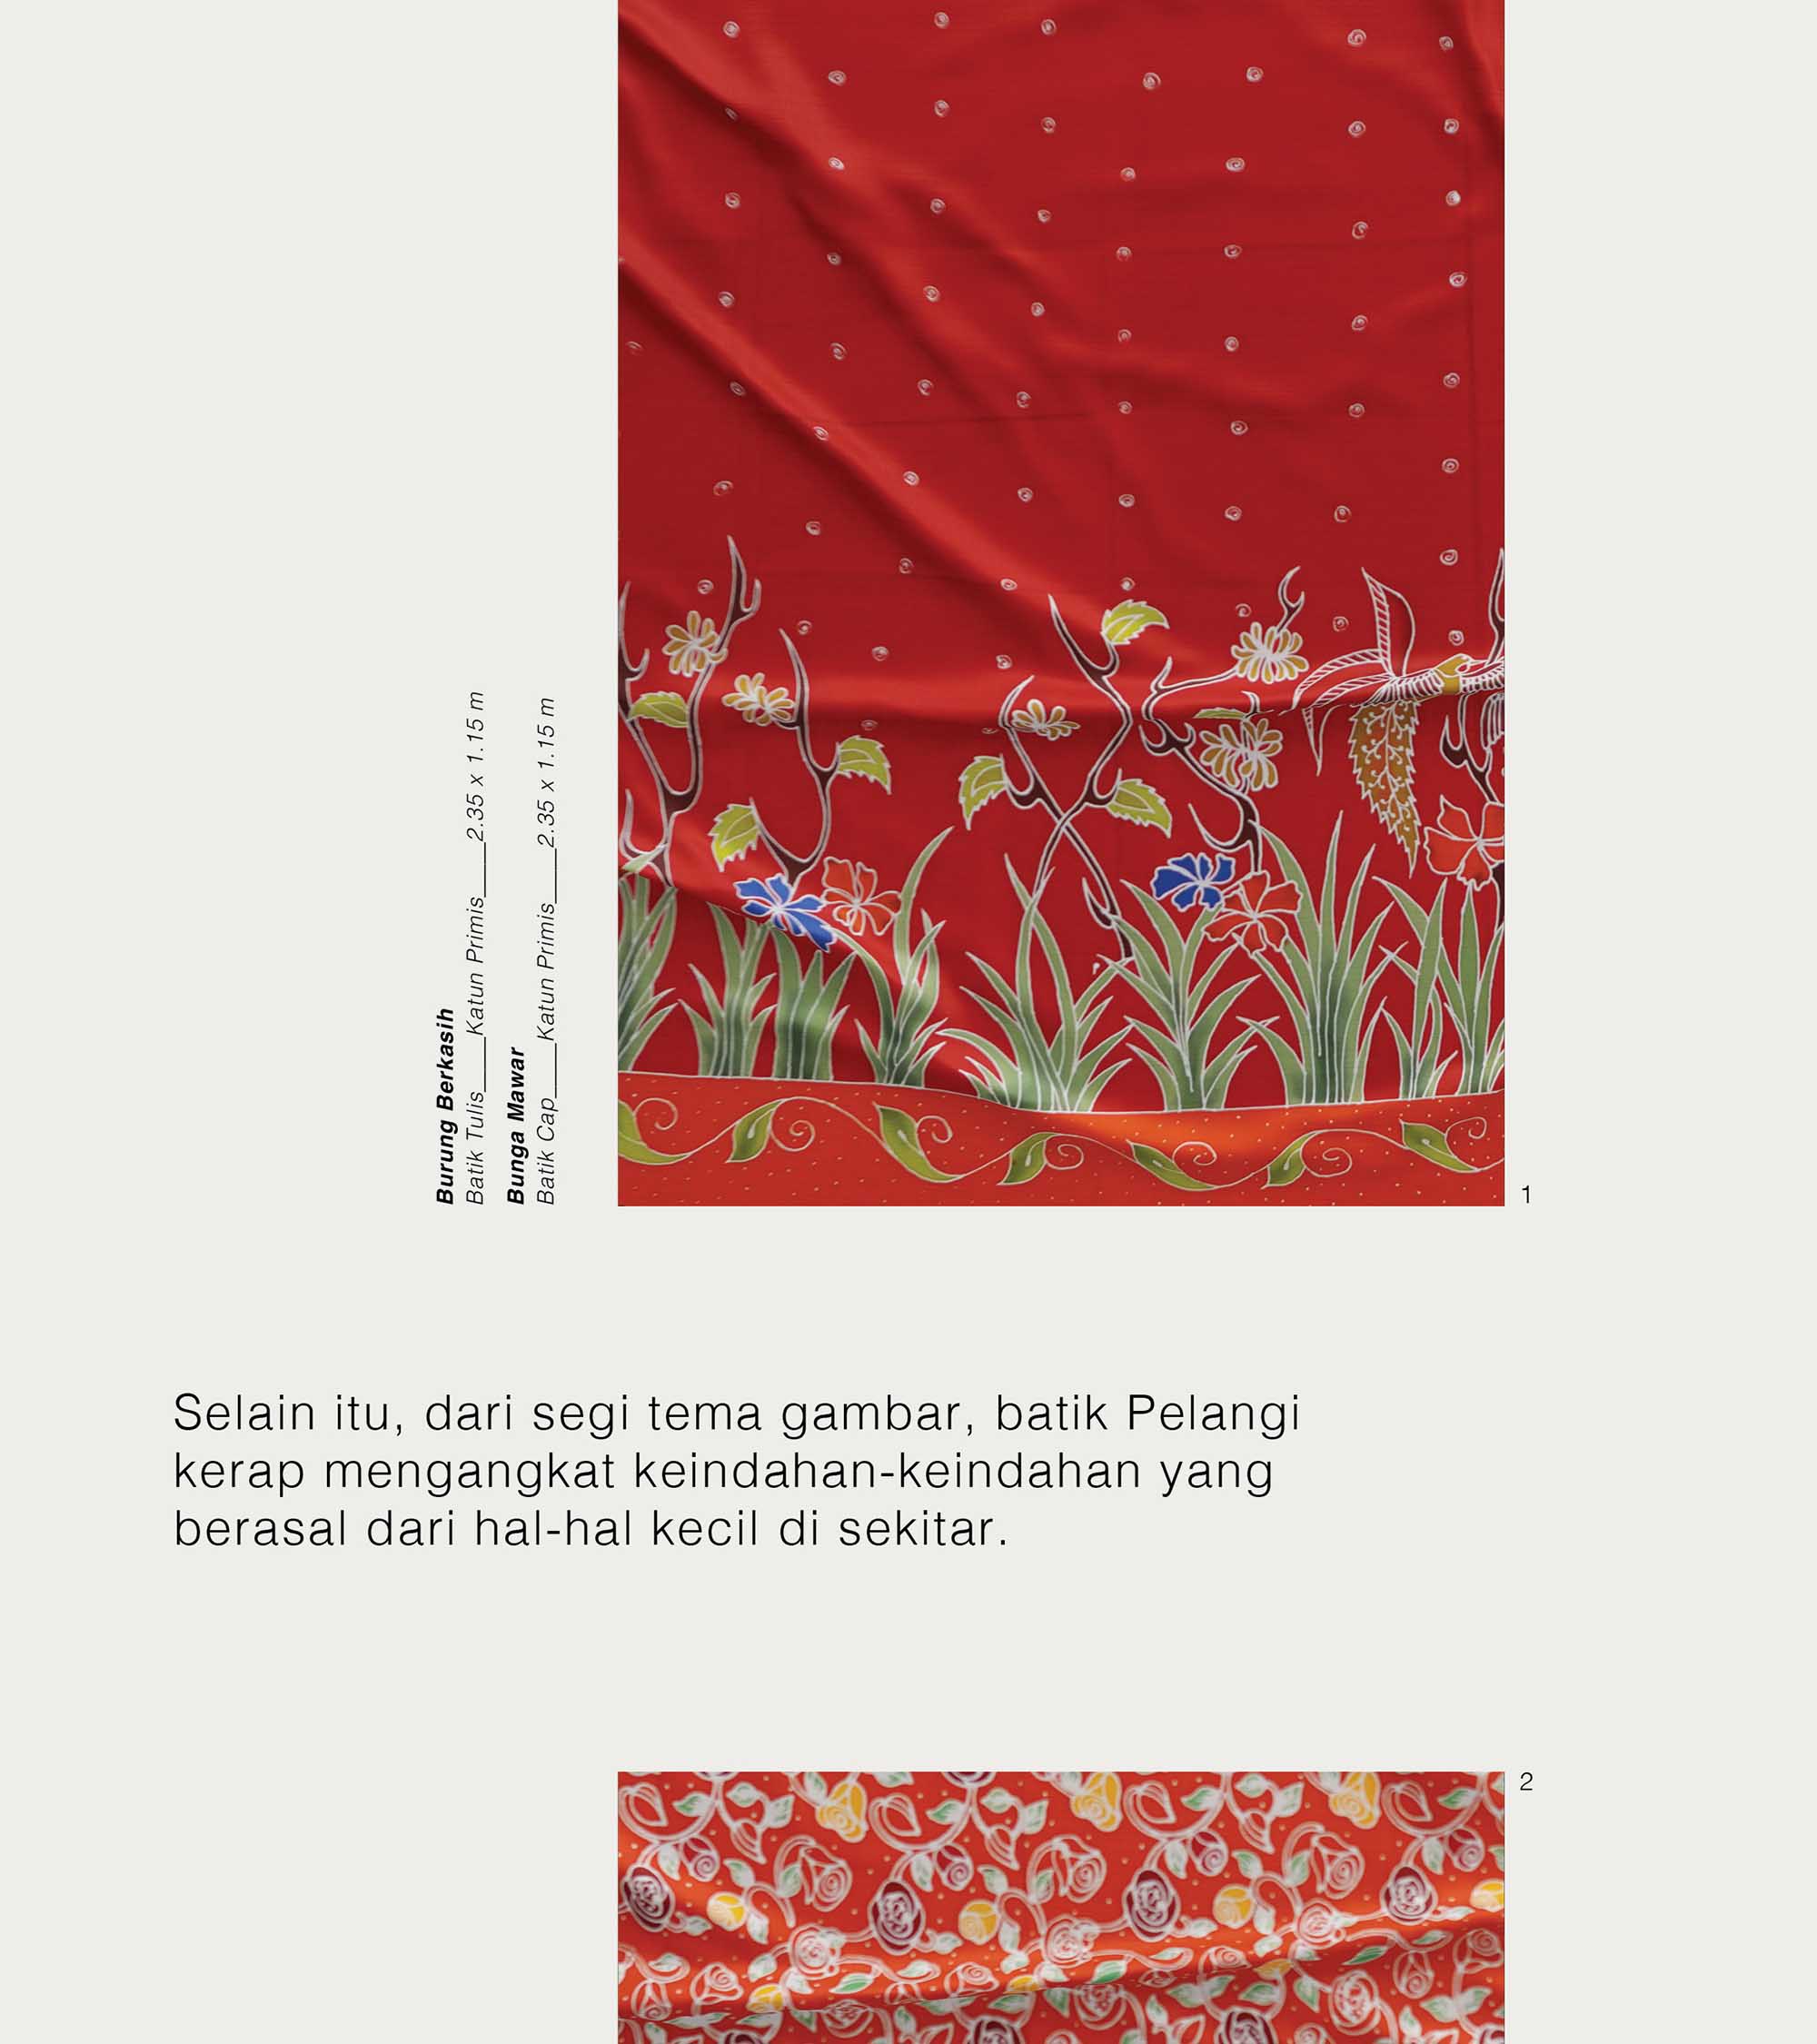 Burung Berkasih
Batik Tulis____Katun Primis____2.35 x 1.15 m
Bunga Mawar
Batik Cap____Katun Primis____2.35 x 1.15 m
1
Selain itu, dari segi tema gambar, batik Pelangi
kerap mengangkat keindahan-keindahan yang
berasal dari hal-hal kecil di sekitar.
2